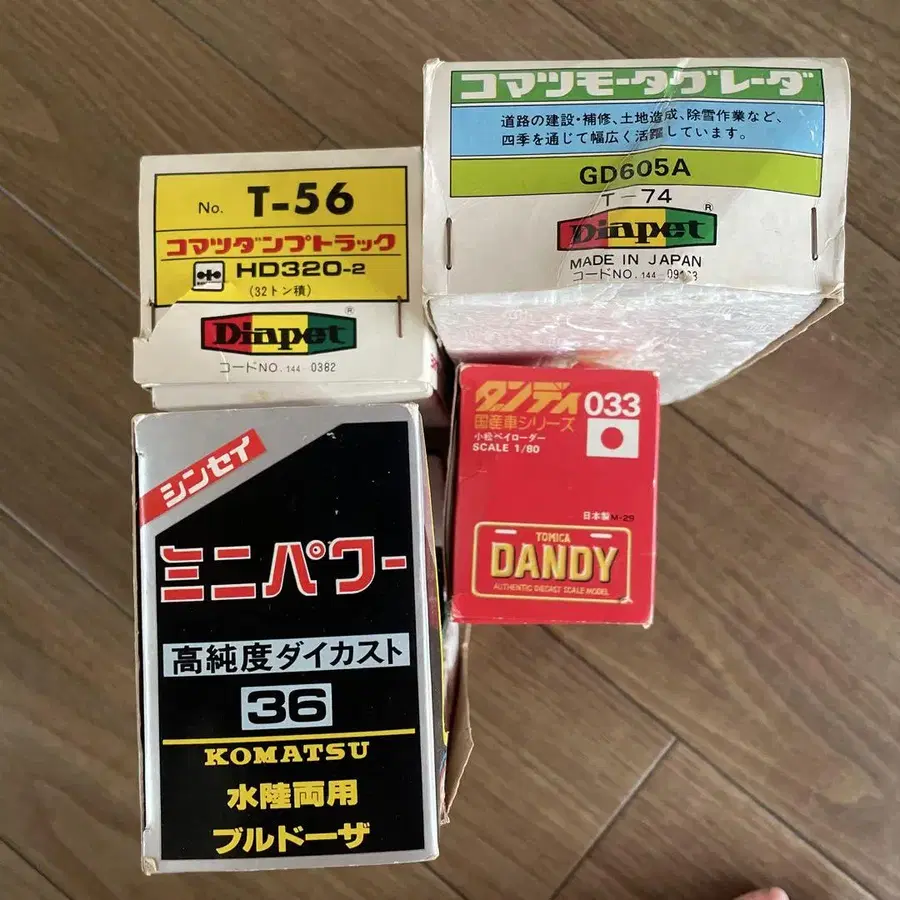 No. T-56
コマツダンプトラック
HD320-2
(32トン積)
Diapet®
コードNO. 144-0382
コマツモータグレーダ
道路の建設・補修、土地造成、除雪作業など、
四季を通じて幅広く活躍しています。
GD605A
T-74
Diapet®
MADE IN JAPAN
コードNO. 144
シンセイ
ミニパワー
高純度ダイカスト
36
KOMATSU
水陸両用
ブルドーザ
ダンディ 033
国産車シリーズ
小松ペイローダー
SCALE 1/80
日本製 M-29
TOMICA
DANDY
AUTHENTIC DIECAST SCALE MODEL